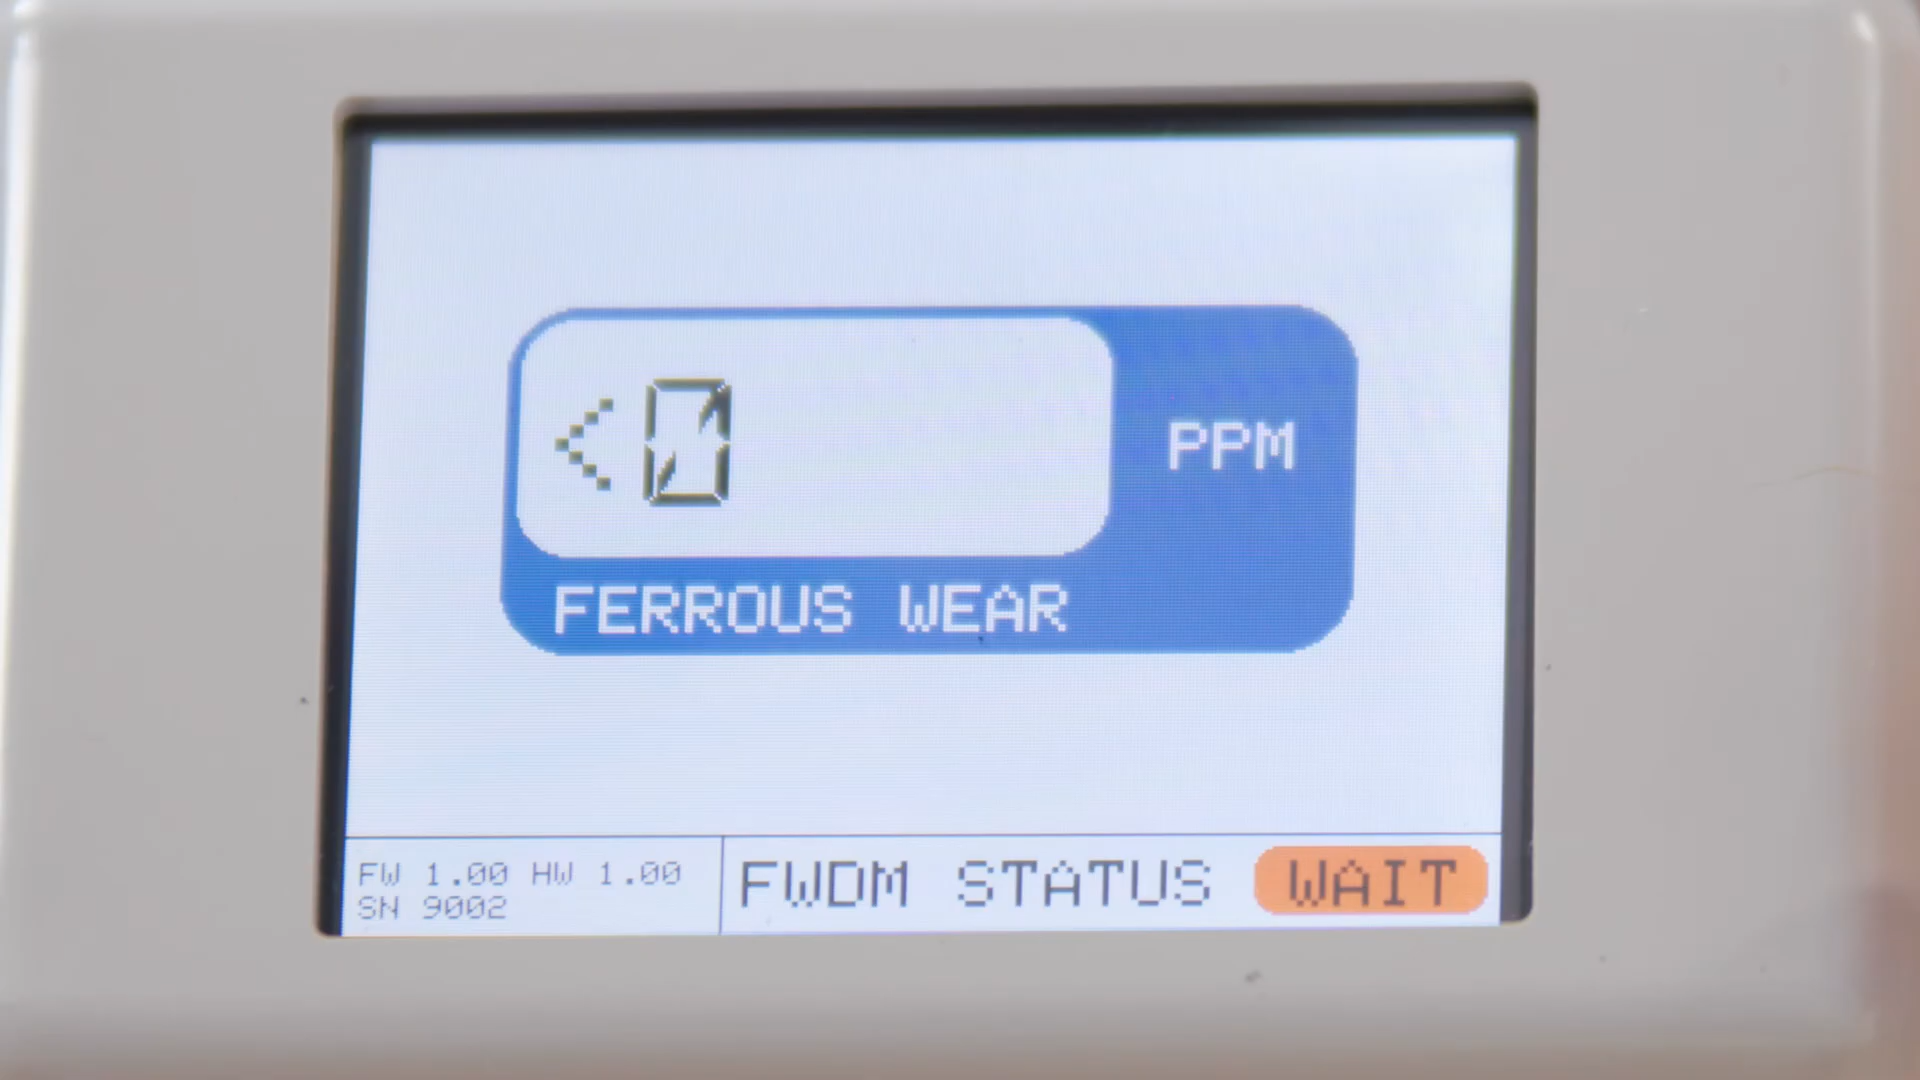 <0
PPM
FERROUS WEAR
FW 1.00 HW 1.00
SN 9002
FWDM STATUS WAIT